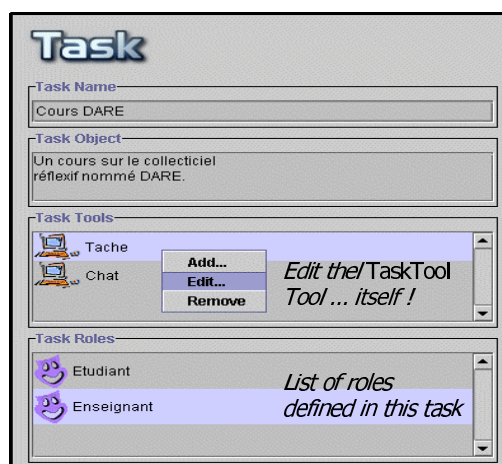 Task
Task Name
Cours DARE
Task Object
Un cours sur le collecticiel
réflexif nommé DARE.
Task Tools
Tache
Chat
Add...
Edit...
Remove
Edit the/TaskTool
Tool ... itself !
Task Roles
Etudiant
Enseignant
List of roles
defined in this task